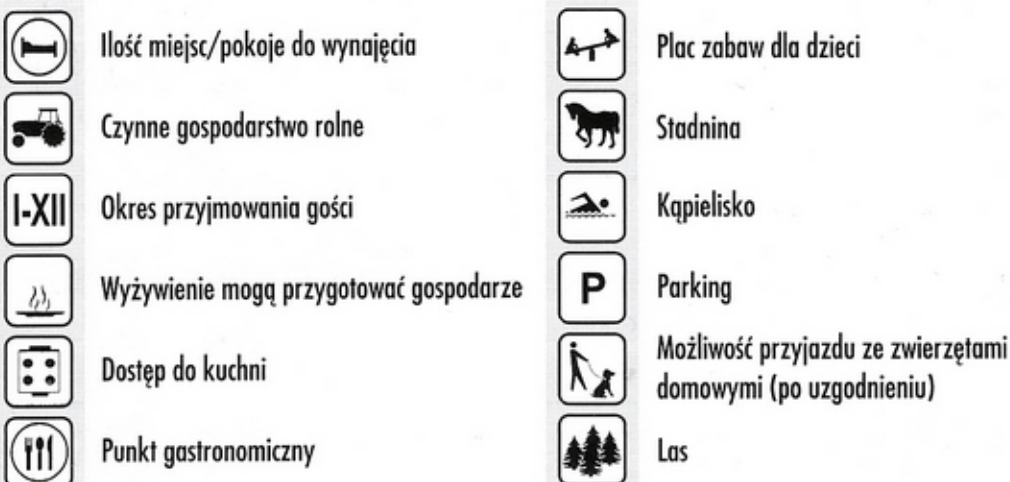 Ilość miejsc/pokoje do wynajęcia
Czynne gospodarstwo rolne
I-XII
Okres przyjmowania gości
Wyżywienie mogą przygotować gospodarze
Dostęp do kuchni
Punkt gastronomiczny
Plac zabaw dla dzieci
Stadnina
Kąpielisko
P
Parking
Możliwość przyjazdu ze zwierzętami
domowymi (po uzgodnieniu)
Las